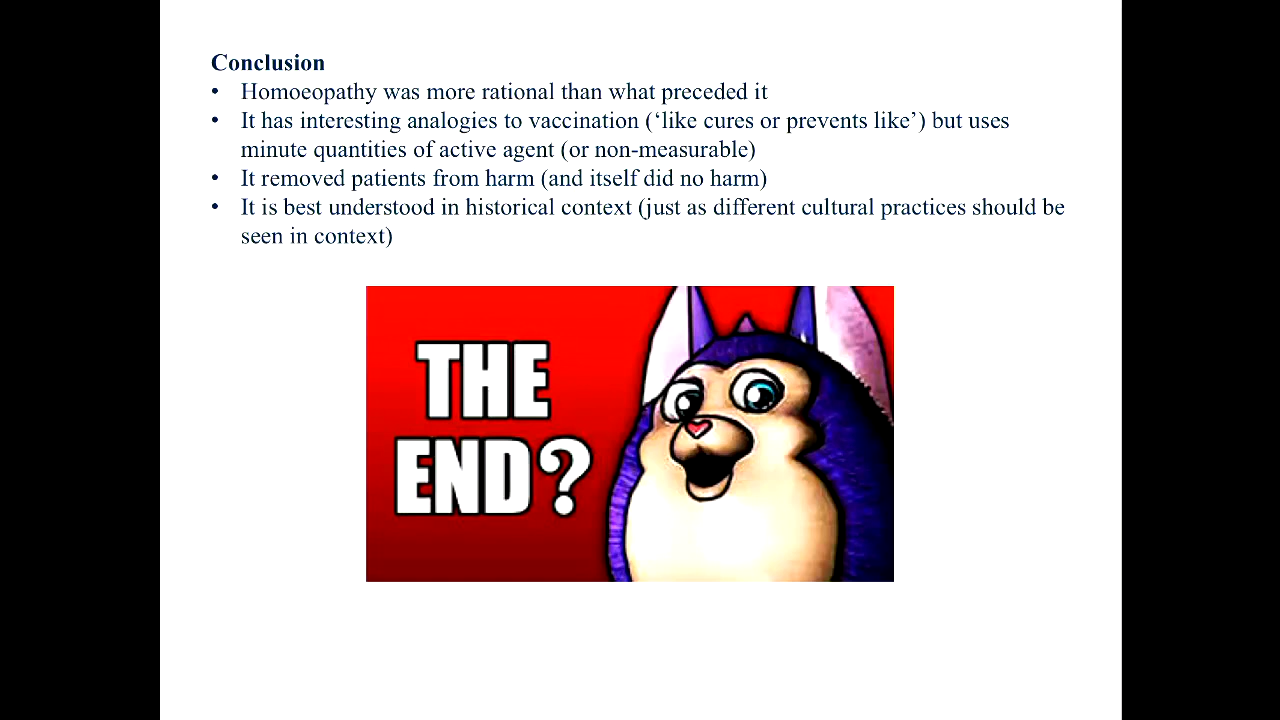 Conclusion
• Homoeopathy was more rational than what preceded it
• It has interesting analogies to vaccination (‘like cures or prevents like’) but uses
minute quantities of active agent (or non-measurable)
• It removed patients from harm (and itself did no harm)
• It is best understood in historical context (just as different cultural practices should be
seen in context)
THE
END?